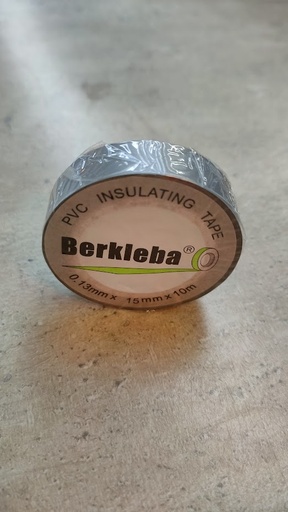 PVC INSULATING TAPE
Berkleba®
0.13mm x 15mm x 10m